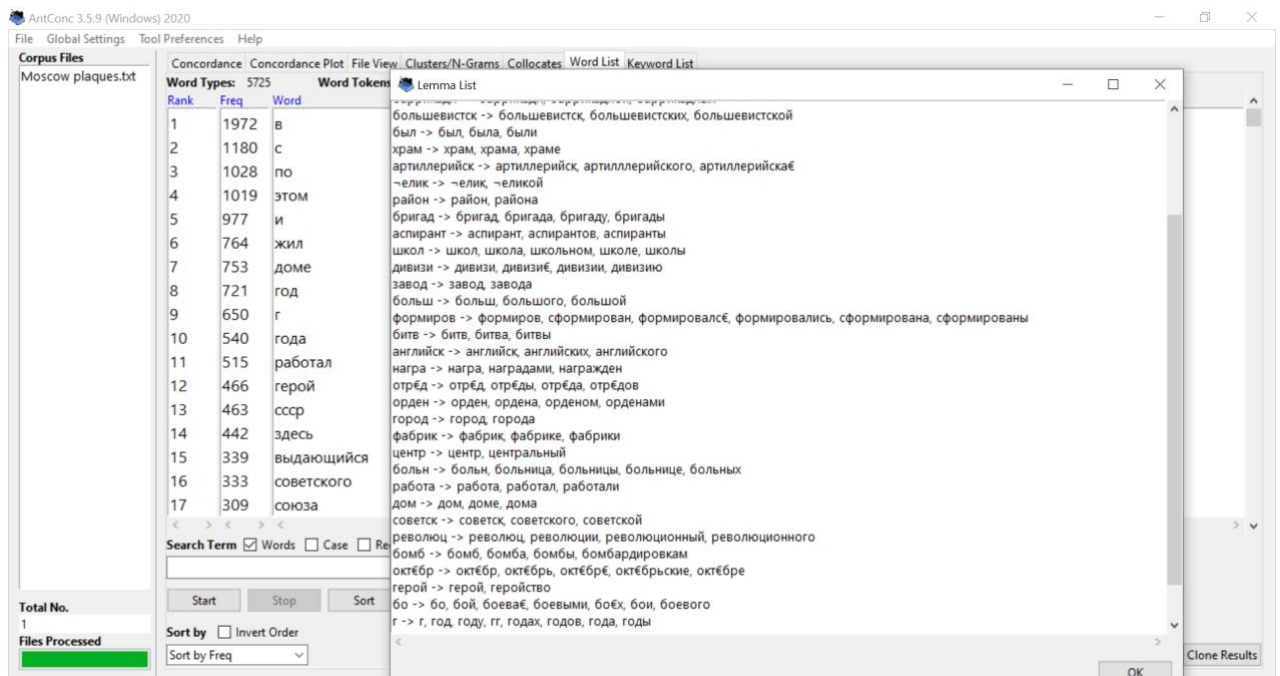 AntConc 3.5.9 (Windows) 2020
File Global Settings Tool Preferences Help
Corpus Files
Moscow plaques.txt
Concordance Concordance Plot File View Clusters/N-Grams Collocates Word List Keyword List
Word Types: 5725 Word Tokens
Rank Freq Word
1 1972 в
2 1180 с
3 1028 по
4 1019 этом
5 977 и
6 764 жил
7 753 доме
8 721 год
9 650 г
10 540 года
11 515 работал
12 466 герой
13 463 ссср
14 442 здесь
15 339 выдающийся
16 333 советского
17 309 союза
Search Term Words Case Re
Start Stop Sort
Sort by Invert Order
Sort by Freq
Total No.
1
Files Processed
Lemma List
большевистск -> большевистск, большевистских, большевистской
был -> был, была, были
храм -> храм, храма, храме
артиллерийск -> артиллерийск, артилллерийского, артиллерийска€
¬елик -> ¬елик, ¬еликой
район -> район, района
бригад -> бригад, бригада, бригаду, бригады
аспирант -> аспирант, аспирантов, аспиранты
школ -> школ, школа, школьном, школе, школы
дивизи -> дивизи, дивизи€, дивизии, дивизию
завод -> завод, завода
больш -> больш, большого, большой
формиров -> формиров, сформирован, формировалс€, формировались, сформирована, сформированы
битв -> битв, битва, битвы
английск -> английск, английских, английского
награ -> награ, наградами, награжден
отр€д -> отр€д, отр€ды, отр€да, отр€дов
орден -> орден, ордена, орденом, орденами
город -> город, города
фабрик -> фабрик, фабрике, фабрики
центр -> центр, центральный
больн -> больн, больница, больницы, больнице, больных
работа -> работа, работал, работали
дом -> дом, доме, дома
советск -> советск, советского, советской
революц -> революц, революции, революционный, революционного
бомб -> бомб, бомба, бомбы, бомбардировкам
окт€бр -> окт€бр, окт€брь, окт€бр€, окт€брьские, окт€бре
герой -> герой, геройство
бо -> бо, бой, боева€, боевыми, бо€х, бои, боевого
г -> г, год, году, гг, годах, годов, года, годы
OK
Clone Results